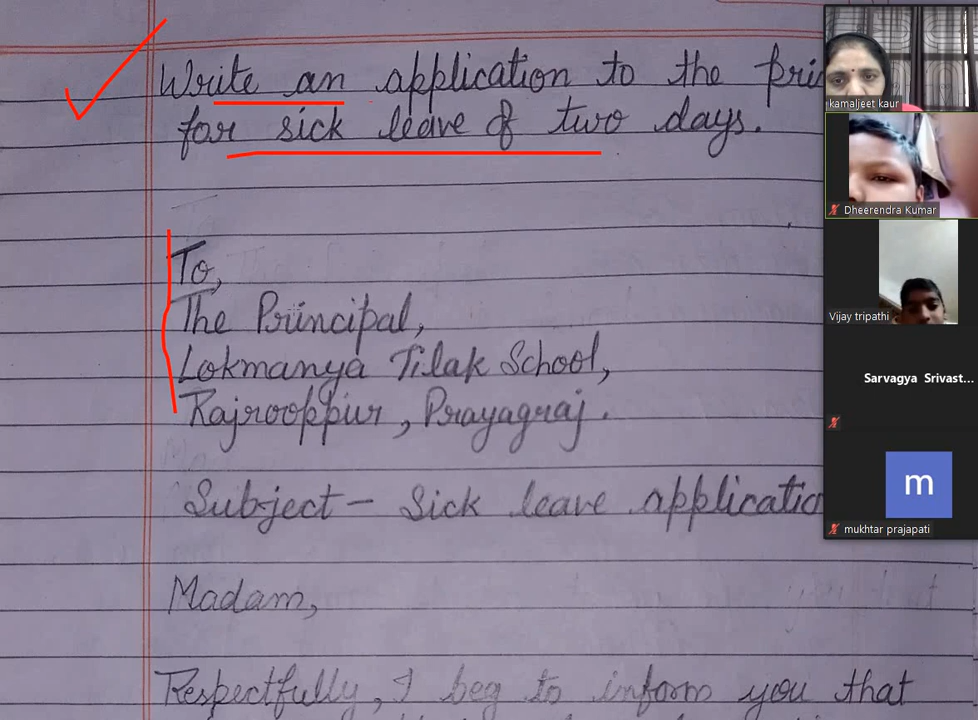 Write an application to the pri
for sick leave of two days.
To,
The Principal,
Lokmanya Tilak School,
Rajrooppur, Prayagraj.
Subject - Sick leave applicatio
Madam,
Respectfully, I beg to inform you that
kamaljeet kaur
Dheerendra Kumar
Vijay tripathi
Sarvagya Srivast...
m
mukhtar prajapati